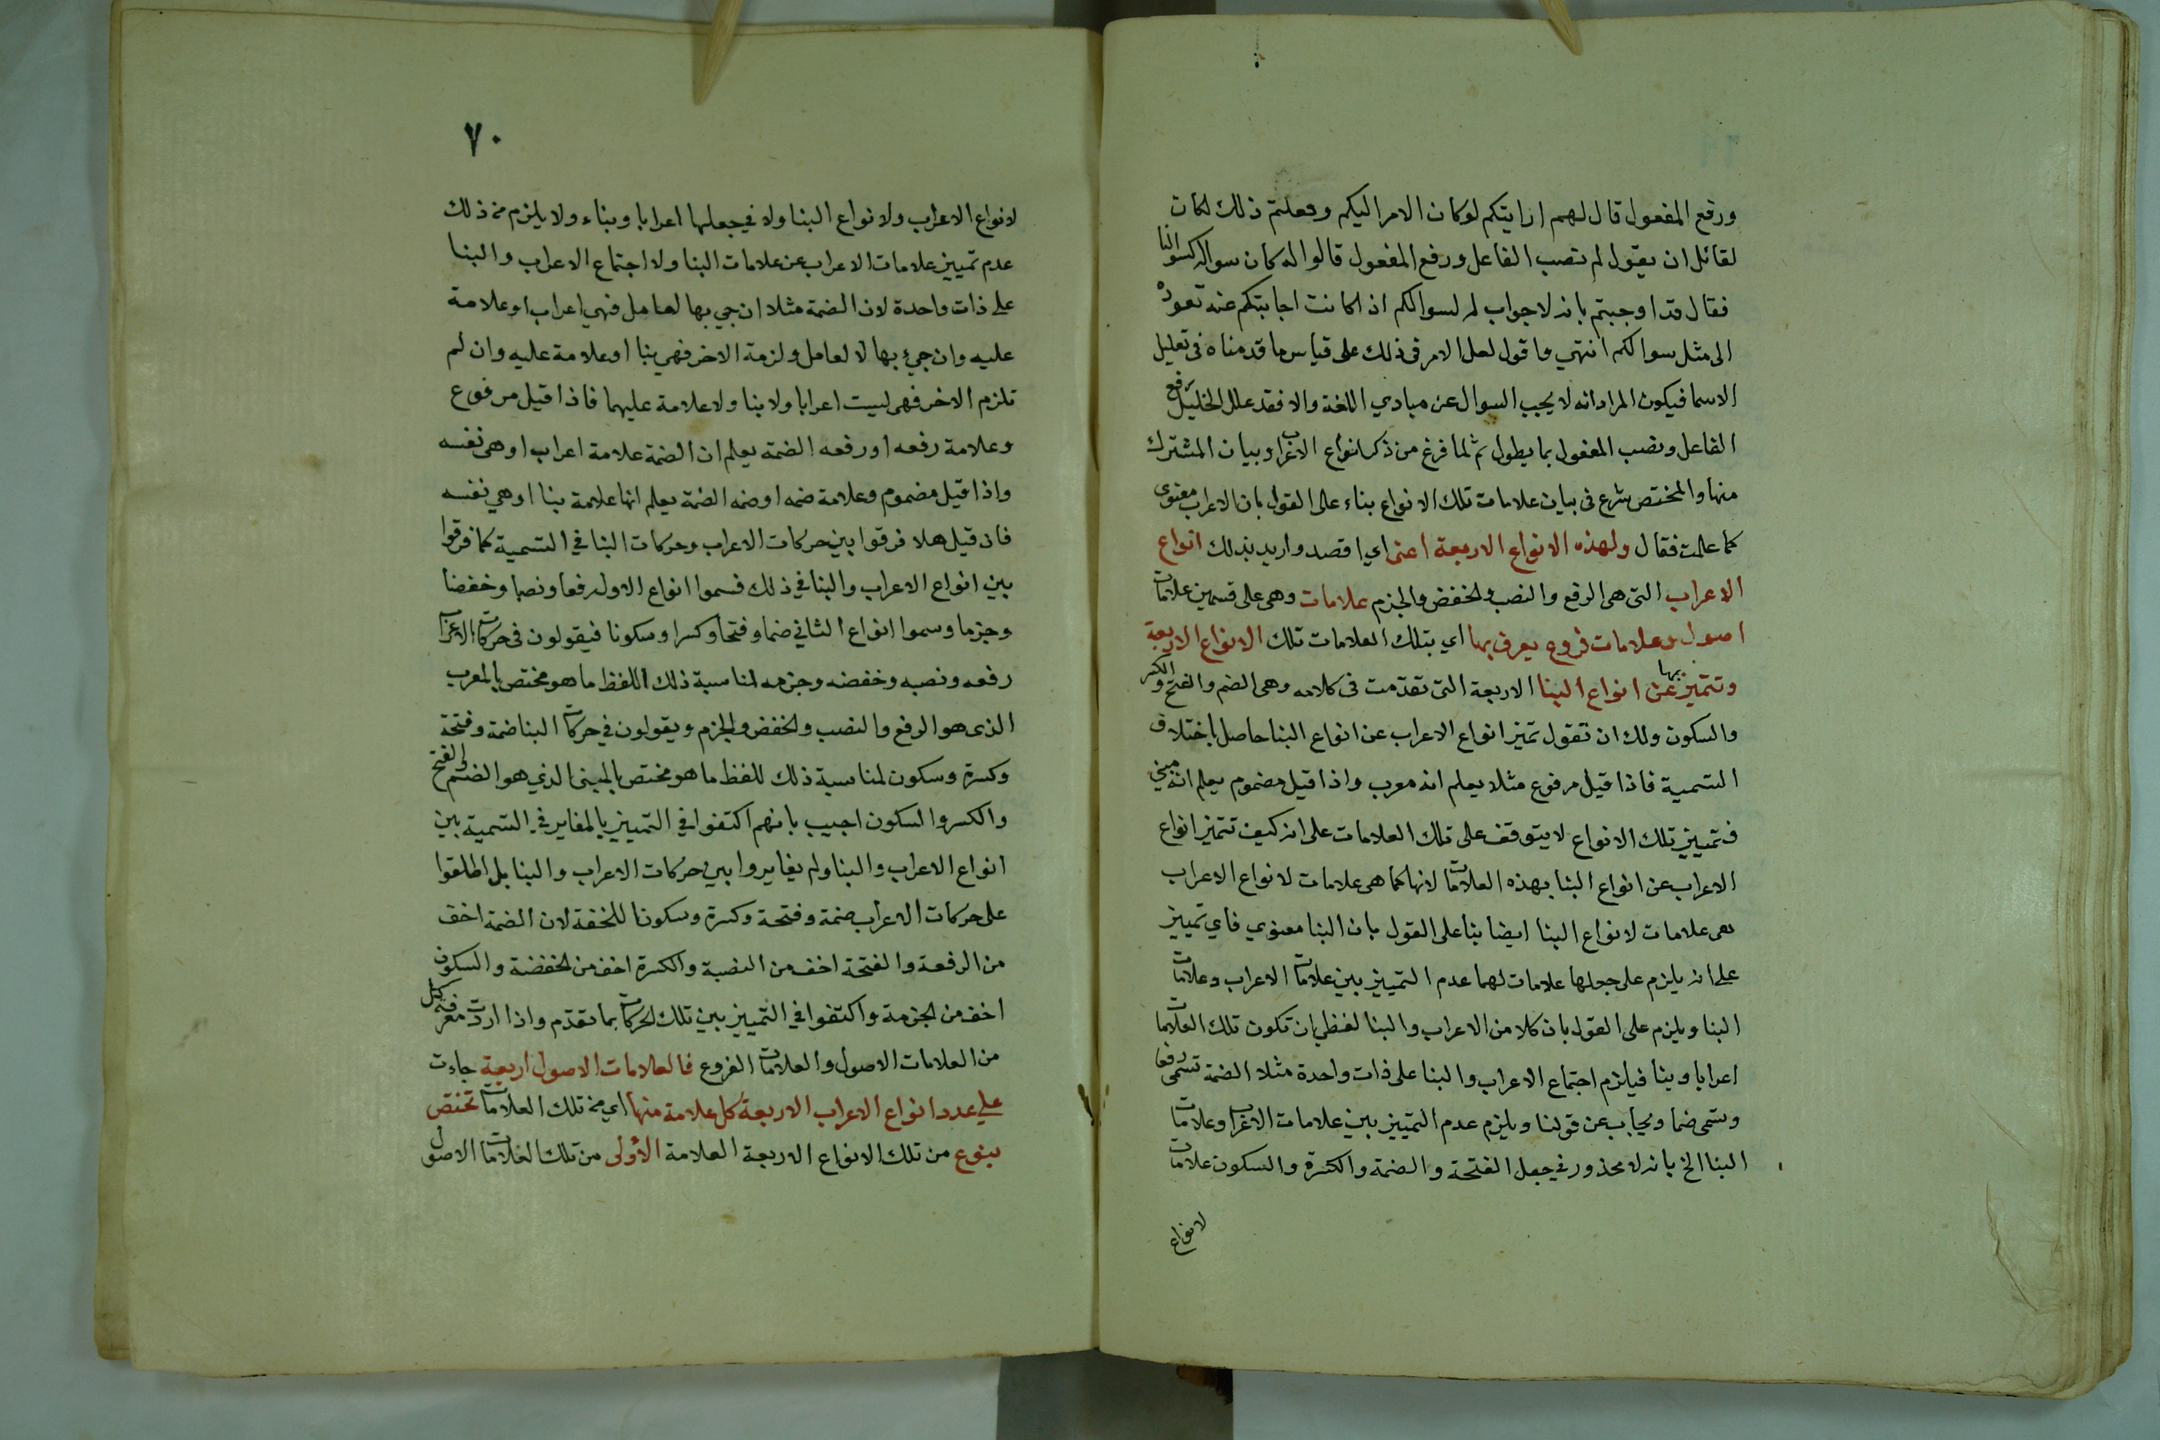 ورفع المفعول قال لهم ارايتكم لو كان الامر اليكم وفعلتم ذلك لكان
لقائل ان يقول لم نصب الفاعل ورفع المفعول قالوا له كان سواله كسوالنا
فقال قد اوجبتم بانه لا جواب له لسوالكم اذ لكانت اجابتكم عنه تعود
الى مثل سوالكم انتهي واقول لعل الامر في ذلك على قياس ما قدمناه في تعليل
الاسما فيكون المراد انه لا يجب السوال عن مبادي اللغة والا فقد علل الخليل رفع
الفاعل ونصب المفعول بما يطول ثم لما فرغ من ذكر انواع الاعراب وبيان المشترك
منها والمختص شرع في بيان علامات تلك الانواع بناء على القول بان الاعراب معنوي
كما علمت فقال ولهذه الانواع الاربعة اعني اي اقصد واريد بذلك انواع
الاعراب التي هي الرفع والنصب والخفض والجزم علامات وهي على قسمين علامات
اصول وعلامات فروع يعرف بها اي بتلك العلامات تلك الانواع الاربعة
وتتميز بها عن انواع البنا الاربعة التي تقدمت في كلامه وهي الضم والفتح والكسر
والسكون ولك ان تقول تميز انواع الاعراب عن انواع البنا حاصل باختلاف
التسمية فاذا قيل مرفوع مثلا يعلم انه معرب واذا قيل مضموم يعلم انه مبني
فتمييز تلك الانواع لا يتوقف على تلك العلامات على انه كيف تتميز انواع
الاعراب عن انواع البنا بهذه العلامات لانها كما هي علامات لانواع الاعراب
هي علامات لانواع البنا ايضا بنا على القول بان البنا معنوي فاي تمييز
على انه يلزم على جعلها علامات لهما عدم التمييز بين علامات الاعراب وعلامات
البنا ويلزم على القول بان كلا من الاعراب والبنا لفظي بان تكون تلك العلامات
اعرابا وبنا فيلزم اجتماع الاعراب والبنا على ذات واحدة مثلا الضمة تسمى رفعا
وتسمى ضما ويجاب عن قولنا ويلزم عدم التمييز بين علامات الاعراب وعلامات
البنا الخ بانه لا محذور في جعل الفتحة والضمة والكسرة والسكون علامات
لانواع
٧٠
لانواع الاعراب ولانواع البنا ولا في جعلها اعرابا وبناء ولا يلزم من ذلك
عدم تمييز علامات الاعراب عن علامات البنا ولا اجتماع الاعراب والبنا
على ذات واحدة لان الضمة مثلا ان جي بها لعامل فهي اعراب او علامة
عليه وان جيء بها لا لعامل ولزمة الاخر فهي بنا او علامة عليه وان لم
تلزم الاخر فهي ليست اعرابا ولا بنا ولا علامة عليهما فاذا قيل مرفوع
وعلامة رفعه او رفعه الضمة يعلم ان الضمة علامة اعراب او هي نفسه
واذا قيل مضموم وعلامة ضمه او ضمه الضمة يعلم انها علامة بنا او هي نفسه
فان قيل هلا فرقوا بين حركات الاعراب وحركات البنا في التسمية كما فرقوا
بين انواع الاعراب والبنا في ذلك فسموا انواع الاول رفعا ونصبا وخفضا
وجزما وسموا انواع الثاني ضما وفتحا وكسرا وسكونا فيقولون في حركات الاعراب
رفعه ونصبه وخفضه وجزمه لمناسبة ذلك اللفظ ما هو مختص بالمعرب
الذي هو الرفع والنصب والخفض والجزم ويقولون في حركات البنا ضمة وفتحة
وكسرة وسكون لمناسبة ذلك للفظ ما هو مختص بالمبنى الذي هو الضم والفتح
والكسر والسكون اجيب بانهم اكتفوا في التمييز بالمغاير في التسمية بين
انواع الاعراب والبنا ولم يغايروا بين حركات الاعراب والبنا بل اطلقوا
على حركات الاعراب ضمة وفتحة وكسرة وسكونا للخفة لان الضمة اخف
من الرفعة والفتحة اخف من النصبة والكسرة اخف من الخفضة والسكون
اخف من الجزمة واكتفوا في التمييز بين تلك الحركات بما تقدم واذا اردت معرفة كل
من العلامات الاصول والعلامات الفروع فالعلامات الاصول اربعة جاءت
على عدد انواع الاعراب الاربعة كل علامة منها اي من تلك العلامات تختص
بنوع من تلك الانواع الاربعة العلامة الأولى من تلك العلامات الاصول